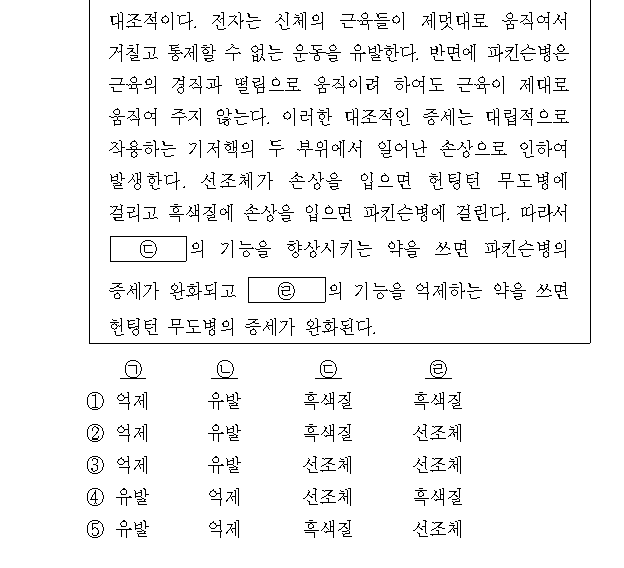 대조적이다. 전자는 신체의 근육들이 제멋대로 움직여서
거칠고 통제할 수 없는 운동을 유발한다. 반면에 파킨슨병은
근육의 경직과 떨림으로 움직이려 하여도 근육이 제대로
움직여 주지 않는다. 이러한 대조적인 증세는 대립적으로
작용하는 기저핵의 두 부위에서 일어난 손상으로 인하여
발생한다. 선조체가 손상을 입으면 헌팅턴 무도병에
걸리고 흑색질에 손상을 입으면 파킨슨병에 걸린다. 따라서
㉢의 기능을 향상시키는 약을 쓰면 파킨슨병의
증세가 완화되고 ㉣의 기능을 억제하는 약을 쓰면
헌팅턴 무도병의 증세가 완화된다.
㉠ ㉡ ㉢ ㉣
① 억제 유발 흑색질 흑색질
② 억제 유발 흑색질 선조체
③ 억제 유발 선조체 선조체
④ 유발 억제 선조체 흑색질
⑤ 유발 억제 흑색질 선조체